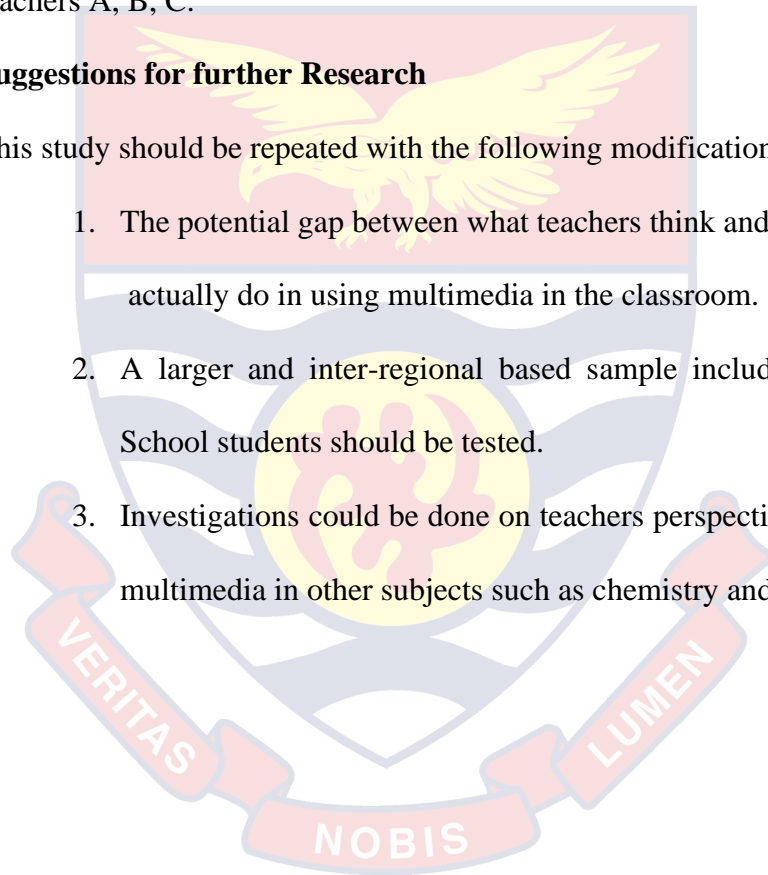 achers A, B, C.
uggestions for further Research
his study should be repeated with the following modification
1. The potential gap between what teachers think and
actually do in using multimedia in the classroom.
2. A larger and inter-regional based sample includ
School students should be tested.
3. Investigations could be done on teachers perspecti
multimedia in other subjects such as chemistry and
VERITAS
NOBIS
LUMEN